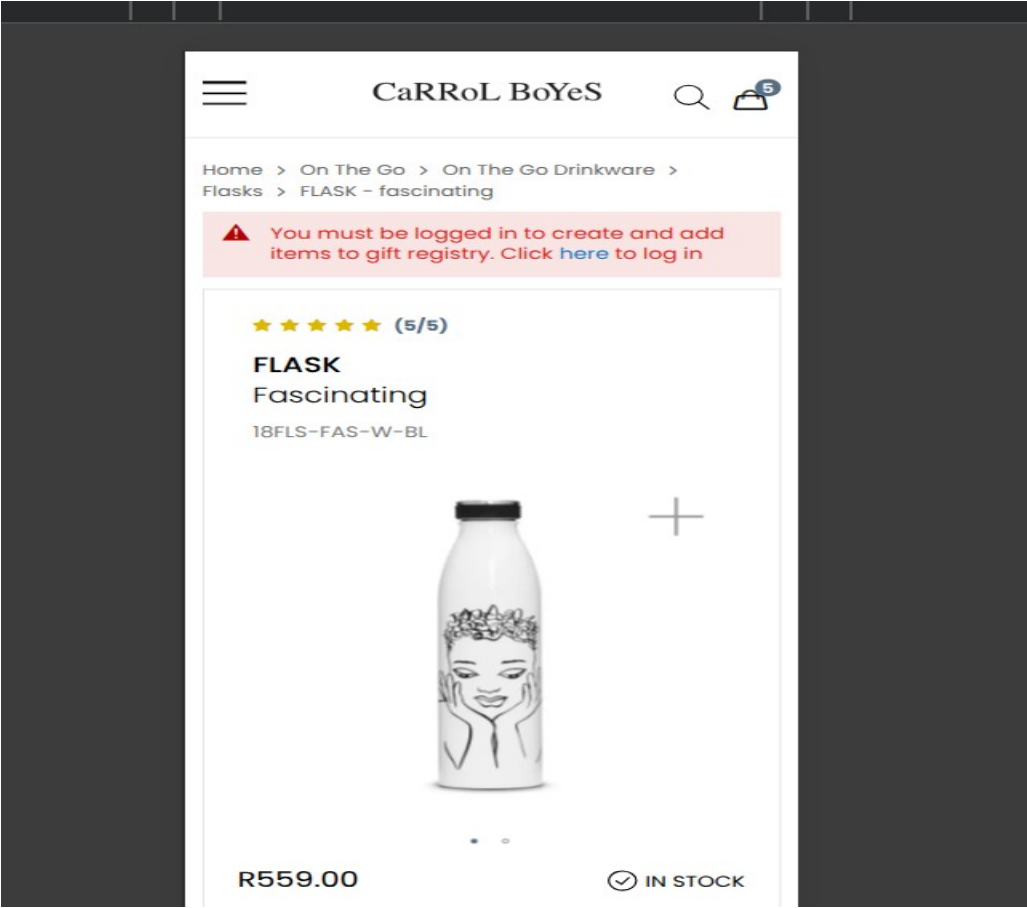 CaRRoL BoYeS
5
Home > On The Go > On The Go Drinkware >
Flasks > FLASK - fascinating
You must be logged in to create and add
items to gift registry. Click here to log in
(5/5)
FLASK
Fascinating
18FLS-FAS-W-BL
R559.00
IN STOCK